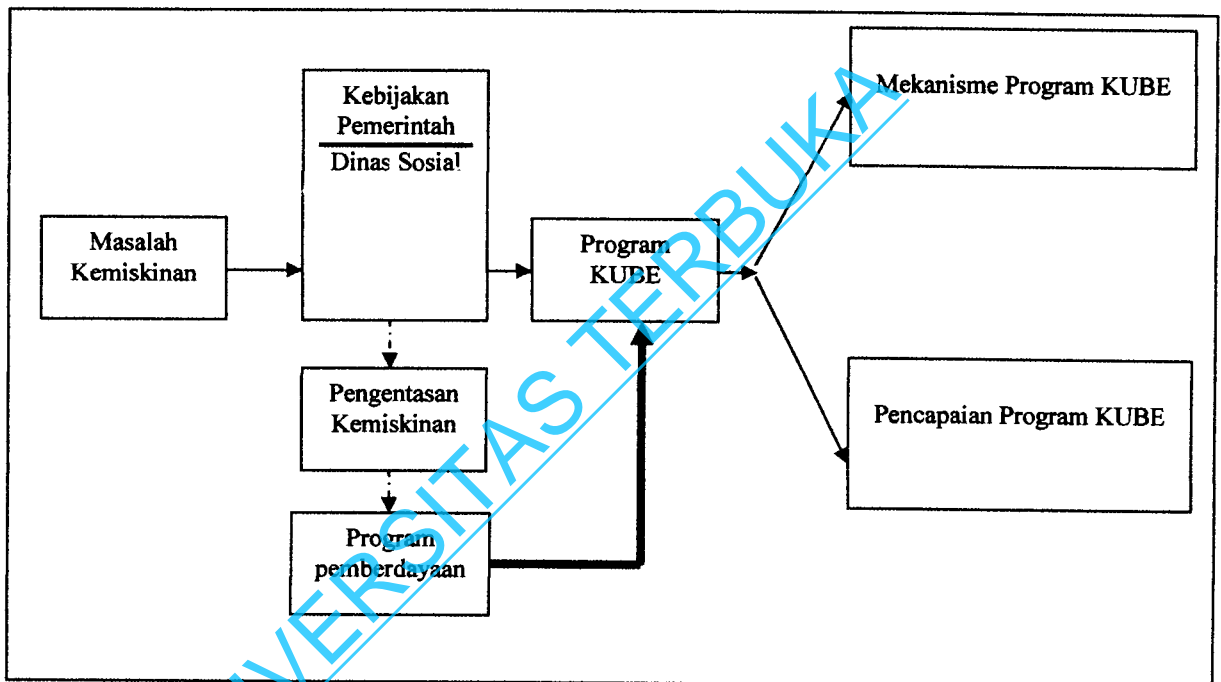 Masalah
Kemiskinan
Kebijakan
Pemerintah
Dinas Sosial
Pengentasan
Kemiskinan
Program
pemberdayaan
Program
KUBE
Mekanisme Program KUBE
Pencapaian Program KUBE
IVERSITAS TERBUKA